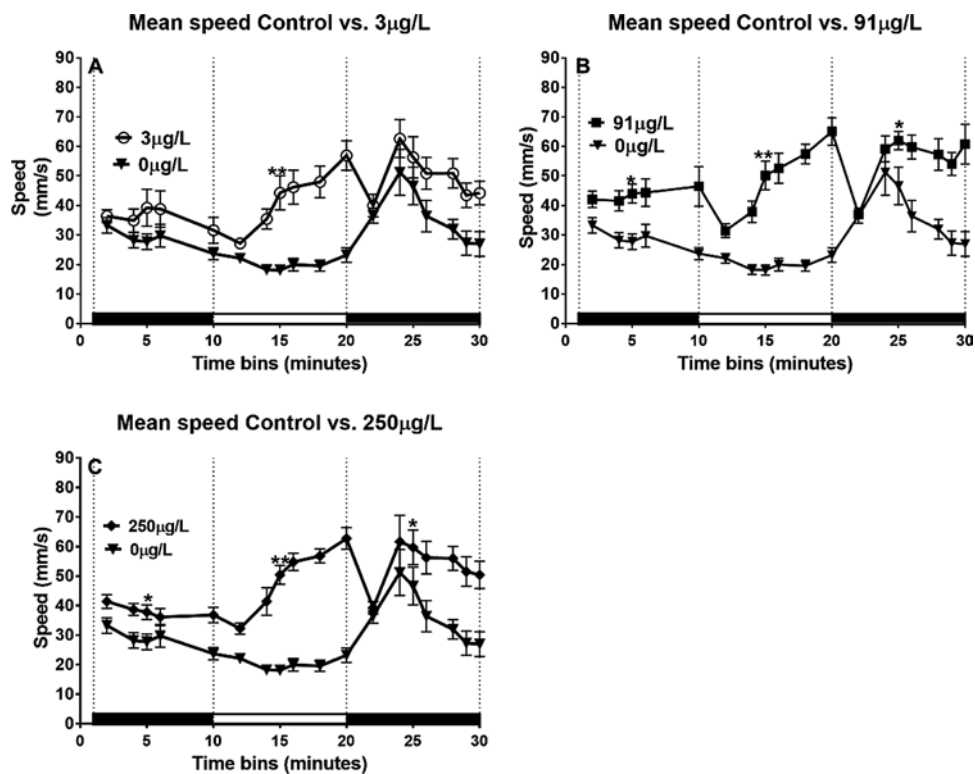 Mean speed Control vs. 3µg/L
A
90
80
70
60
50
40
30
20
10
0
Speed
(mm/s)
3µg/L
0µg/L
**
0 5 10 15 20 25 30
Time bins (minutes)
Mean speed Control vs. 91µg/L
B
90
80
70
60
50
40
30
20
10
0
Speed (mm/s)
91µg/L
0µg/L
*
**
*
0 5 10 15 20 25 30
Time bins (minutes)
Mean speed Control vs. 250µg/L
C
90
80
70
60
50
40
30
20
10
0
Speed (mm/s)
250µg/L
0µg/L
*
**
*
0 5 10 15 20 25 30
Time bins (minutes)